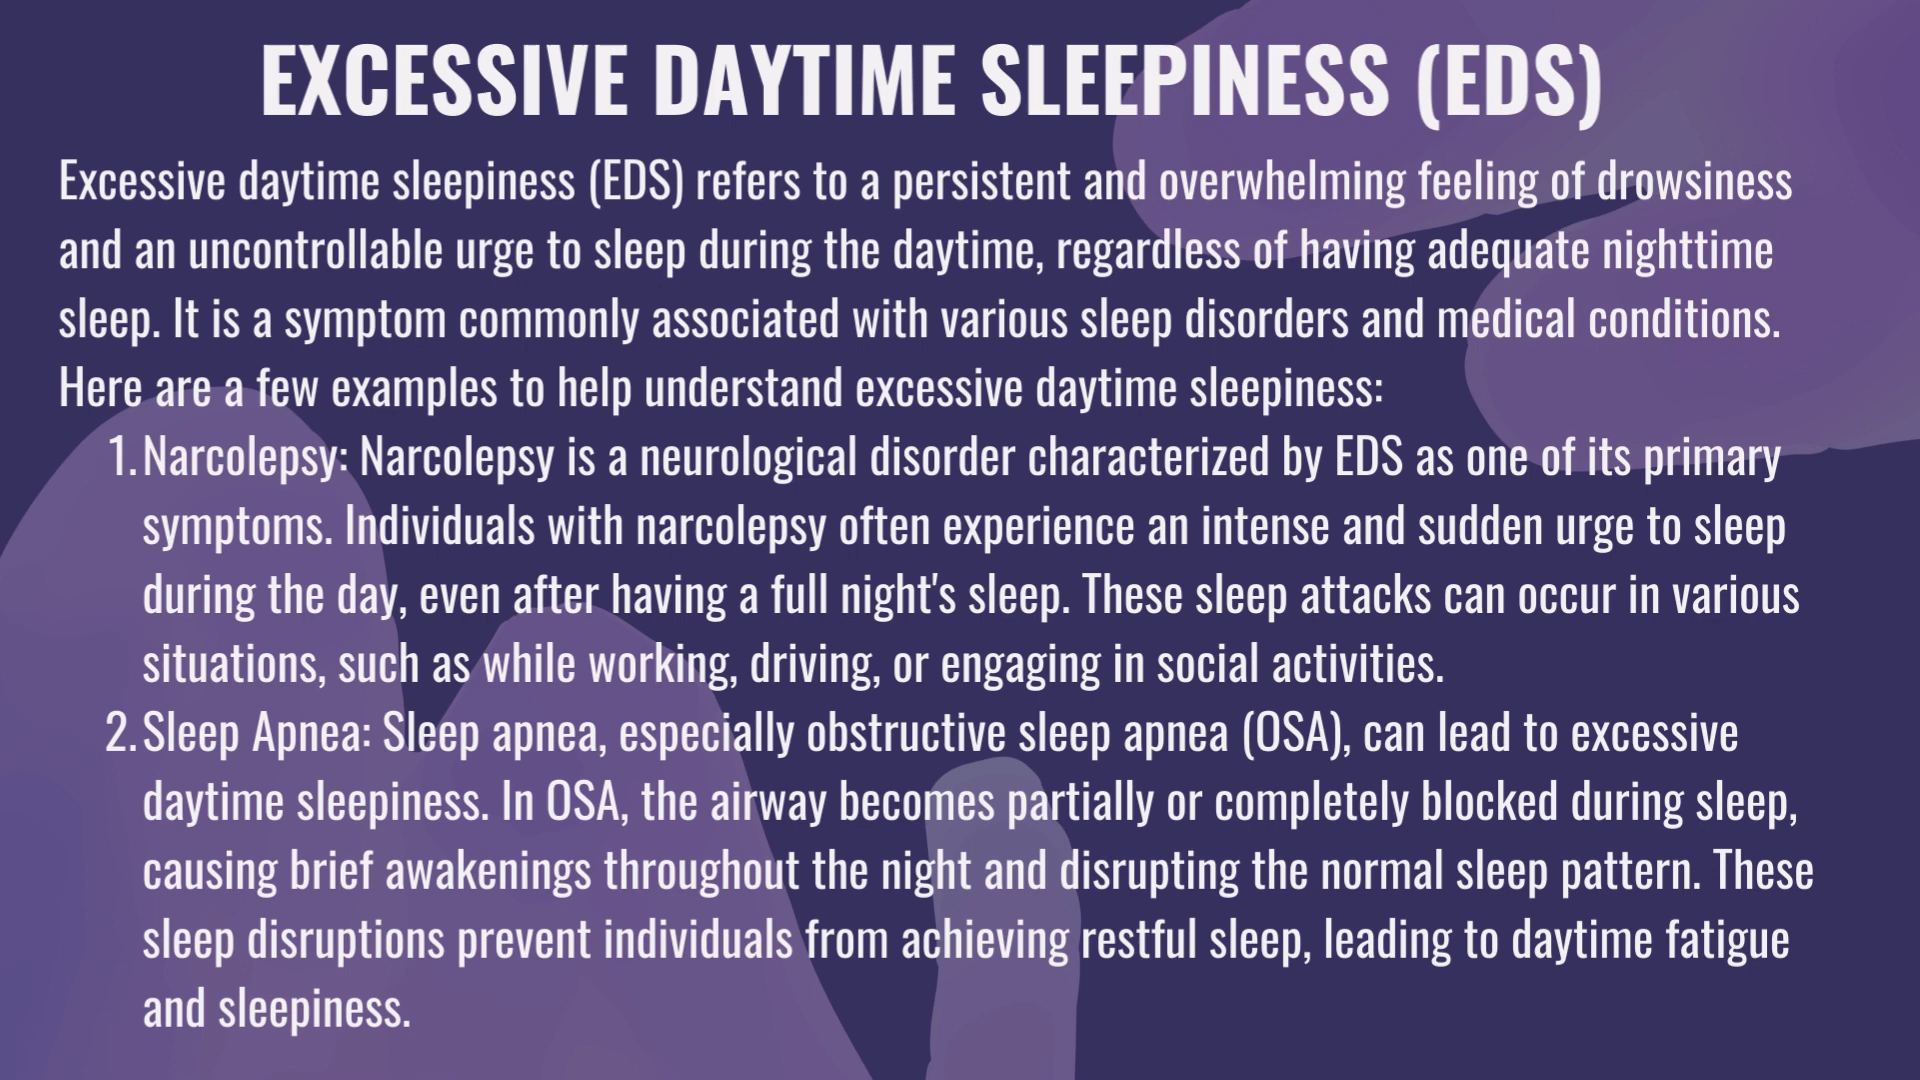 EXCESSIVE DAYTIME SLEEPINESS (EDS)
Excessive daytime sleepiness (EDS) refers to a persistent and overwhelming feeling of drowsiness
and an uncontrollable urge to sleep during the daytime, regardless of having adequate nighttime
sleep. It is a symptom commonly associated with various sleep disorders and medical conditions.
Here are a few examples to help understand excessive daytime sleepiness:
1. Narcolepsy: Narcolepsy is a neurological disorder characterized by EDS as one of its primary
symptoms. Individuals with narcolepsy often experience an intense and sudden urge to sleep
during the day, even after having a full night's sleep. These sleep attacks can occur in various
situations, such as while working, driving, or engaging in social activities.
2. Sleep Apnea: Sleep apnea, especially obstructive sleep apnea (OSA), can lead to excessive
daytime sleepiness. In OSA, the airway becomes partially or completely blocked during sleep,
causing brief awakenings throughout the night and disrupting the normal sleep pattern. These
sleep disruptions prevent individuals from achieving restful sleep, leading to daytime fatigue
and sleepiness.